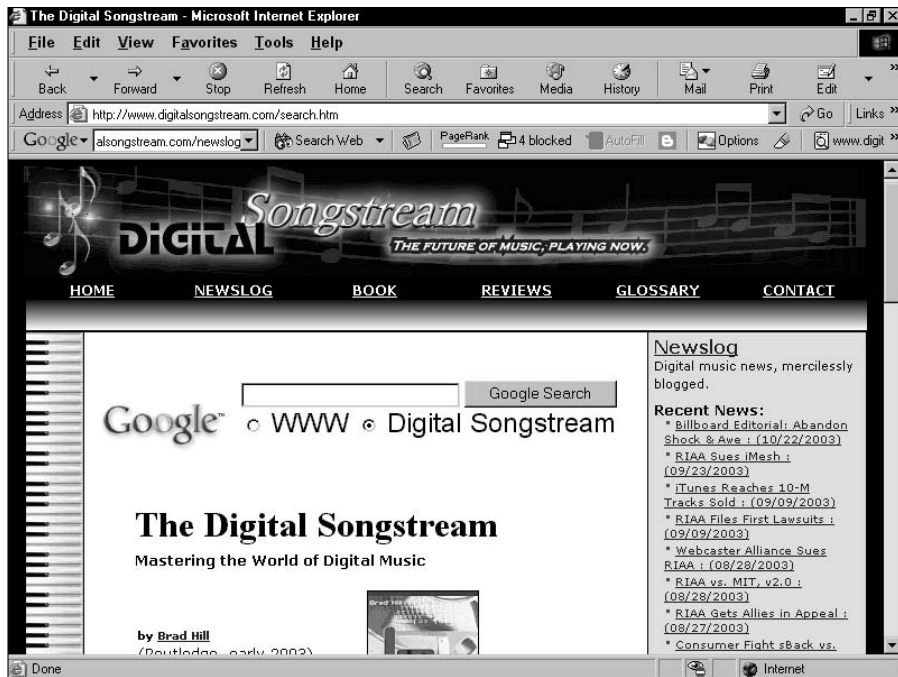 The Digital Songstream - Microsoft Internet Explorer
File Edit View Favorites Tools Help
Back Forward Stop Refresh Home Search Favorites Media History Mail Print Edit
Address http://www.digitalsongstream.com/search.htm Go Links
Google alsongstream.com/newslog Search Web PageRank 4 blocked AutoFill Options www.digit
DiGiTAL Songstream
THE FUTURE OF MUSIC, PLAYING NOW.
HOME NEWSLOG BOOK REVIEWS GLOSSARY CONTACT
Google™ Google Search
WWW Digital Songstream
The Digital Songstream
Mastering the World of Digital Music
Brad Hill
by Brad Hill
(Routledge, early 2003)
Newslog
Digital music news, mercilessly
blogged.
Recent News:
* Billboard Editorial: Abandon
Shock & Awe : (10/22/2003)
* RIAA Sues iMesh :
(09/23/2003)
* iTunes Reaches 10-M
Tracks Sold : (09/09/2003)
* RIAA Files First Lawsuits :
(09/09/2003)
* Webcaster Alliance Sues
RIAA : (08/28/2003)
* RIAA vs. MIT, v2.0 :
(08/28/2003)
* RIAA Gets Allies in Appeal :
(08/27/2003)
* Consumer Fight sBack vs.
Done Internet